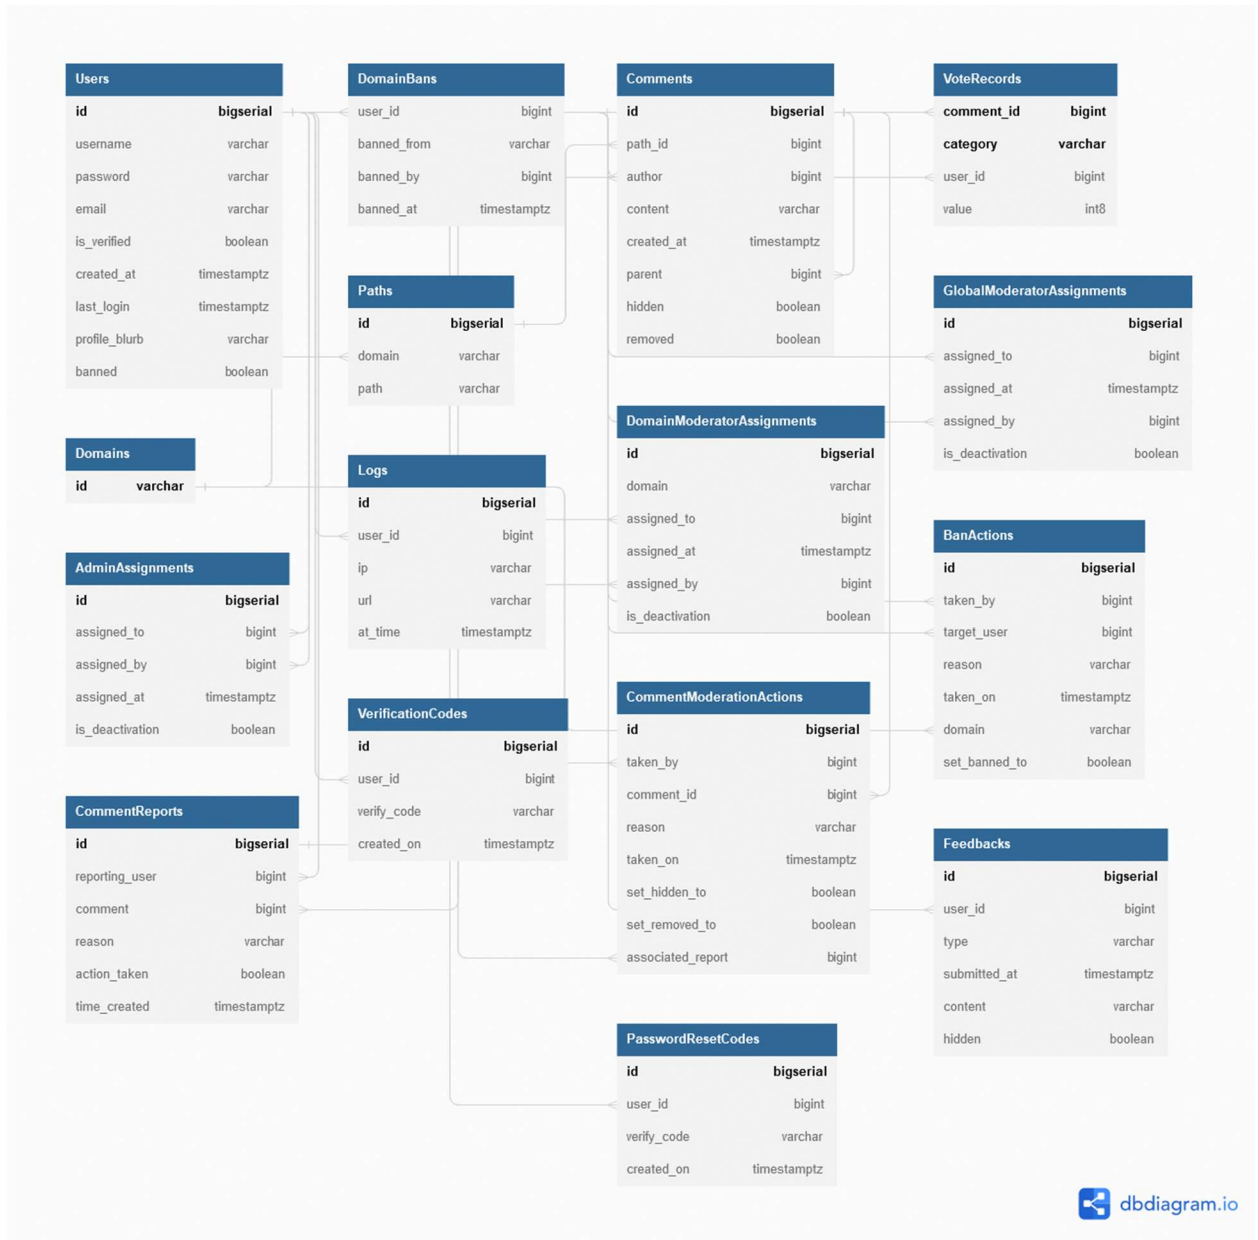 Users
id bigserial
username varchar
password varchar
email varchar
is_verified boolean
created_at timestamptz
last_login timestamptz
profile_blurb varchar
banned boolean
Domains
id varchar
AdminAssignments
id bigserial
assigned_to bigint
assigned_by bigint
assigned_at timestamptz
is_deactivation boolean
CommentReports
id bigserial
reporting_user bigint
comment bigint
reason varchar
action_taken boolean
time_created timestamptz
DomainBans
user_id bigint
banned_from varchar
banned_by bigint
banned_at timestamptz
Paths
id bigserial
domain varchar
path varchar
Logs
id bigserial
user_id bigint
ip varchar
url varchar
at_time timestamptz
VerificationCodes
id bigserial
user_id bigint
verify_code varchar
created_on timestamptz
Comments
id bigserial
path_id bigint
author bigint
content varchar
created_at timestamptz
parent bigint
hidden boolean
removed boolean
DomainModeratorAssignments
id bigserial
domain varchar
assigned_to bigint
assigned_at timestamptz
assigned_by bigint
is_deactivation boolean
CommentModerationActions
id bigserial
taken_by bigint
comment_id bigint
reason varchar
taken_on timestamptz
set_hidden_to boolean
set_removed_to boolean
associated_report bigint
PasswordResetCodes
id bigserial
user_id bigint
verify_code varchar
created_on timestamptz
VoteRecords
comment_id bigint
category varchar
user_id bigint
value int8
GlobalModeratorAssignments
id bigserial
assigned_to bigint
assigned_at timestamptz
assigned_by bigint
is_deactivation boolean
BanActions
id bigserial
taken_by bigint
target_user bigint
reason varchar
taken_on timestamptz
domain varchar
set_banned_to boolean
Feedbacks
id bigserial
user_id bigint
type varchar
submitted_at timestamptz
content varchar
hidden boolean
dbdiagram.io